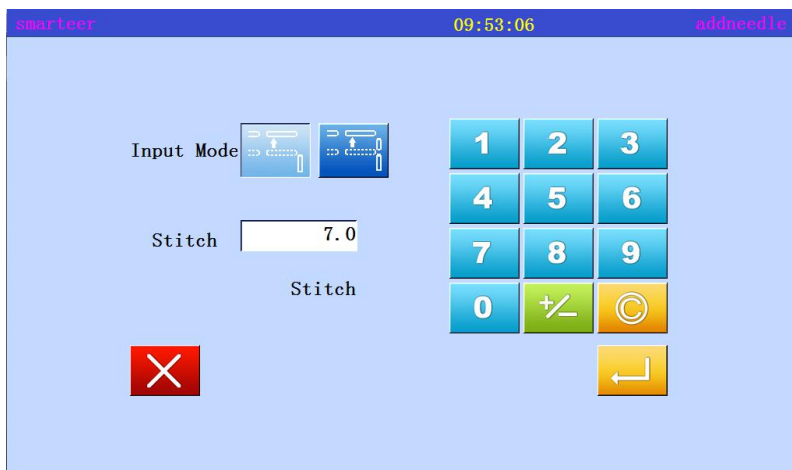 smarteer 09:53:06 addneedle
Input Mode
1 2 3
4 5 6
Stitch 7.0
7 8 9
Stitch
0 +/− ©